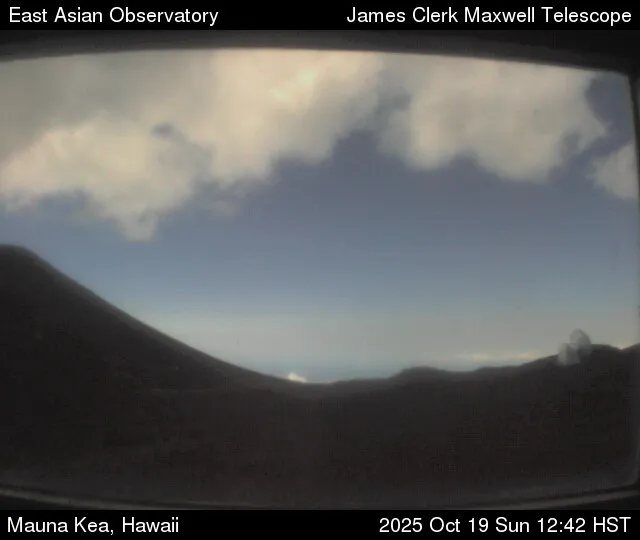 East Asian Observatory
James Clerk Maxwell Telescope
Mauna Kea, Hawaii
2025 Oct 19 Sun 12:42 HST